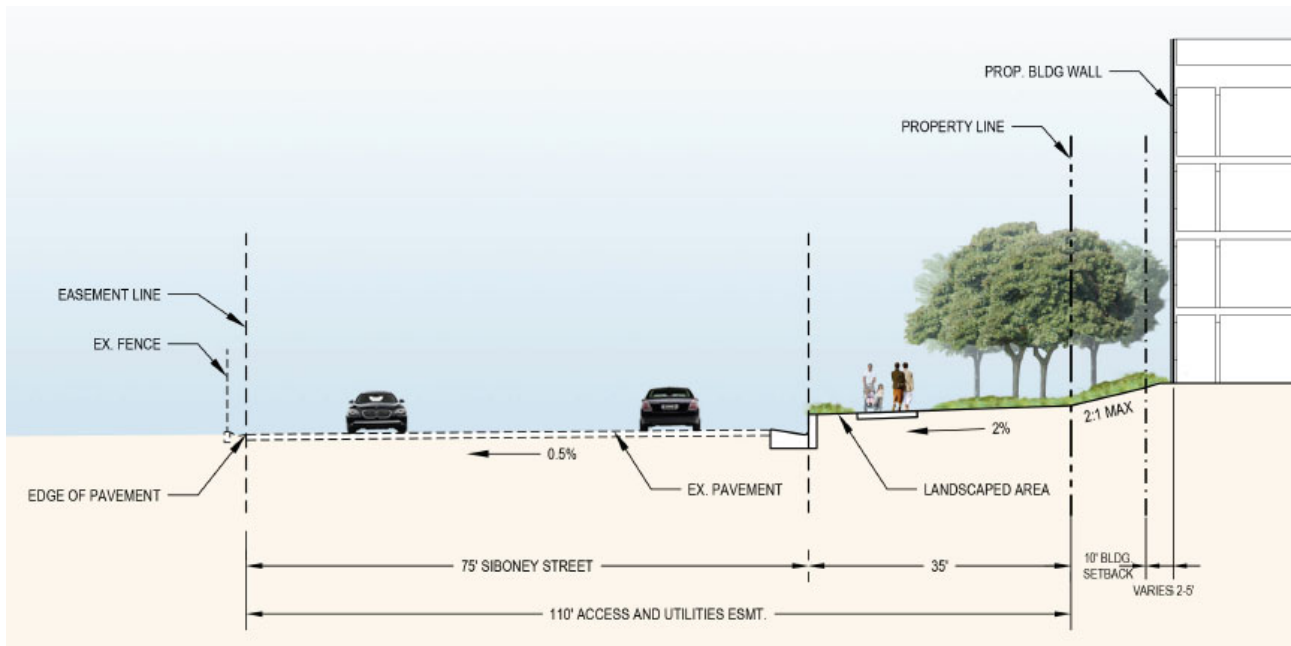 PROP. BLDG WALL
PROPERTY LINE
EASEMENT LINE
EX. FENCE
2:1 MAX
2%
0.5%
EDGE OF PAVEMENT
EX. PAVEMENT
LANDSCAPED AREA
75' SIBONEY STREET
35'
10' BLDG.
SETBACK
VARIES 2-5'
110' ACCESS AND UTILITIES ESMT.